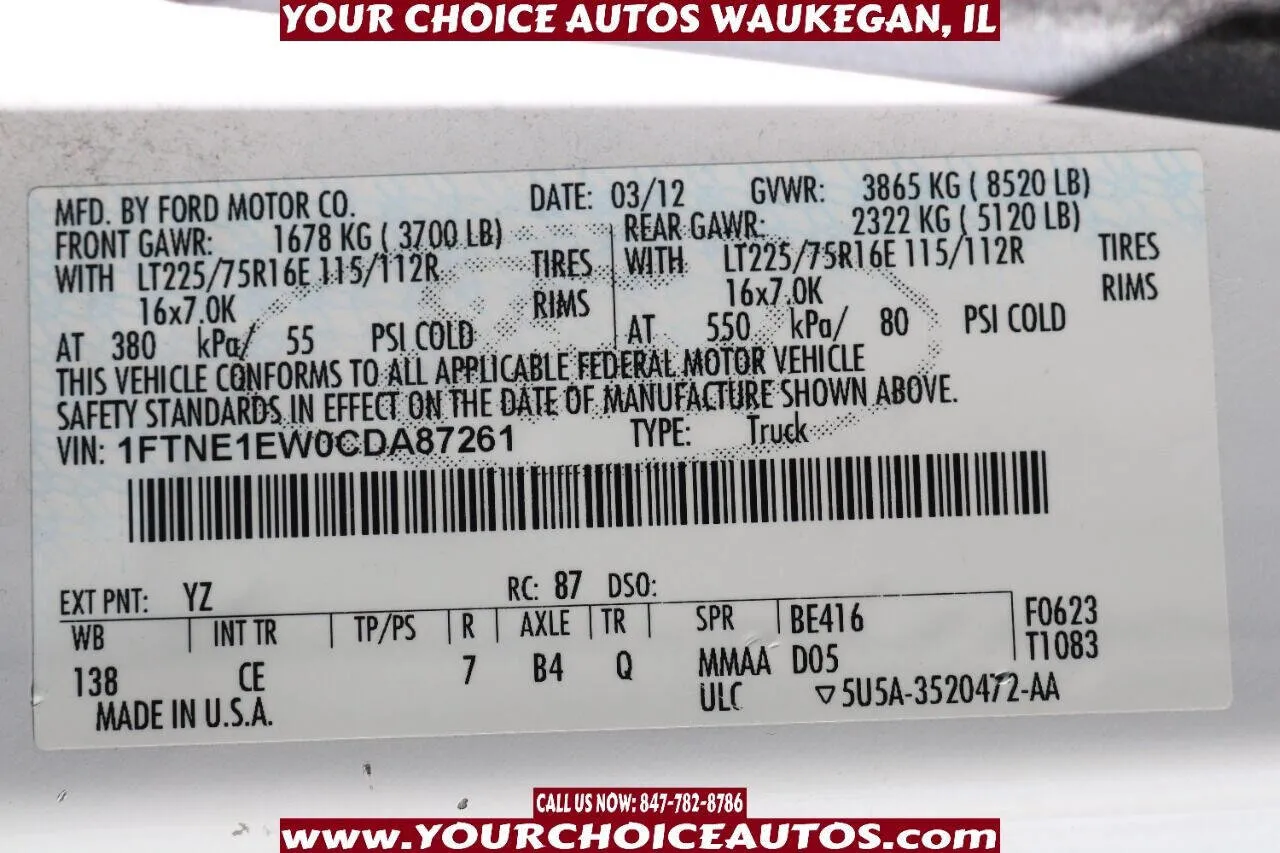 YOUR CHOICE AUTOS WAUKEGAN, IL
MFD. BY FORD MOTOR CO. DATE: 03/12 GVWR: 3865 KG ( 8520 LB)
FRONT GAWR: 1678 KG ( 3700 LB) REAR GAWR: 2322 KG ( 5120 LB)
WITH LT225/75R16E 115/112R TIRES WITH LT225/75R16E 115/112R TIRES
16x7.0K RIMS 16x7.0K RIMS
AT 380 kPa/ 55 PSI COLD AT 550 kPa/ 80 PSI COLD
THIS VEHICLE CONFORMS TO ALL APPLICABLE FEDERAL MOTOR VEHICLE
SAFETY STANDARDS IN EFFECT ON THE DATE OF MANUFACTURE SHOWN ABOVE.
VIN: 1FTNE1EW0CDA87261 TYPE: Truck
EXT PNT: YZ RC: 87 DSO:
WB INT TR TP/PS R AXLE TR SPR BE416 F0623
138 CE 7 B4 Q MMAA D05 T1083
MADE IN U.S.A. ULC ▽5U5A-3520472-AA
CALL US NOW: 847-782-8786
www.YOURCHOICEAUTOS.com